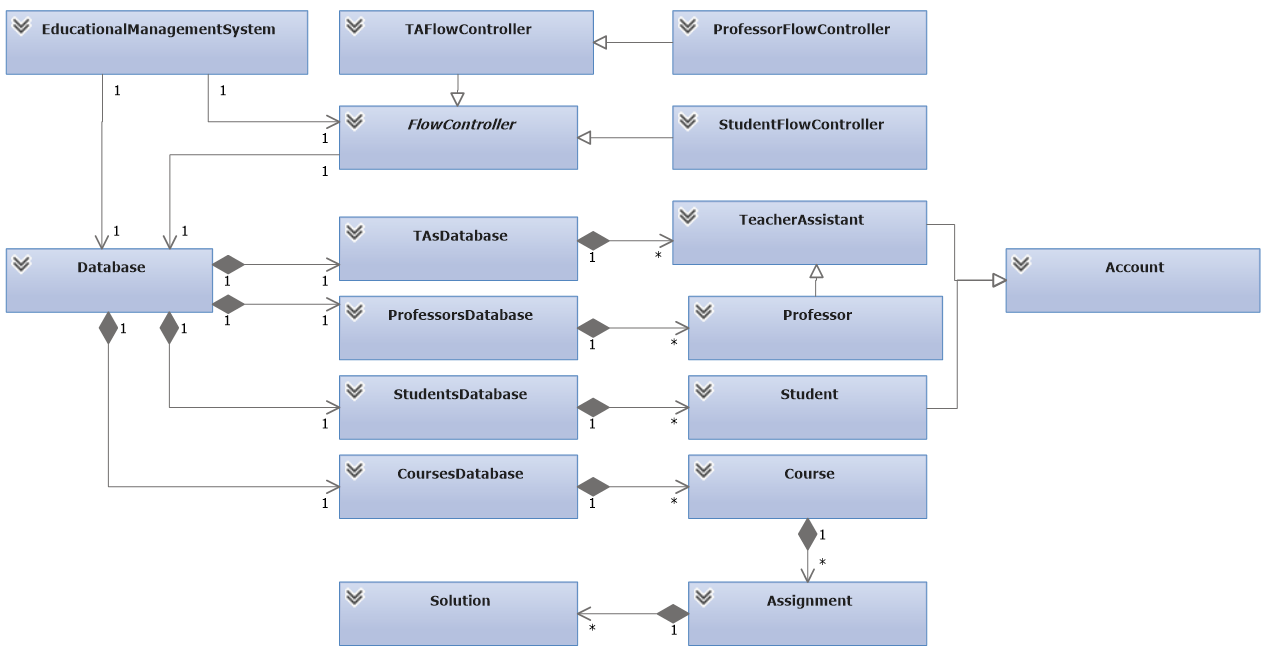 EducationalManagementSystem
TAFlowController
ProfessorFlowController
1
1
FlowController
StudentFlowController
1
1
TeacherAssistant
1
1
TAsDatabase
1
*
Database
Account
1
1
ProfessorsDatabase
Professor
1
1
1
1
1
*
StudentsDatabase
Student
1
1
*
CoursesDatabase
Course
1
1
*
1
*
Solution
Assignment
*
1